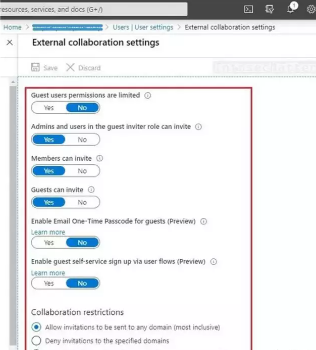 resources, services, and docs (G+/)
Home > Users | User settings > External collaboration settings
External collaboration settings
Save Discard
Guest users permissions are limited
Yes No
Admins and users in the guest inviter role can invite
Yes No
Members can invite
Yes No
Guests can invite
Yes No
Enable Email One-Time Passcode for guests (Preview)
Learn more
Yes No
Enable guest self-service sign up via user flows (Preview)
Learn more
Yes No
Collaboration restrictions
Allow invitations to be sent to any domain (most inclusive)
Deny invitations to the specified domains